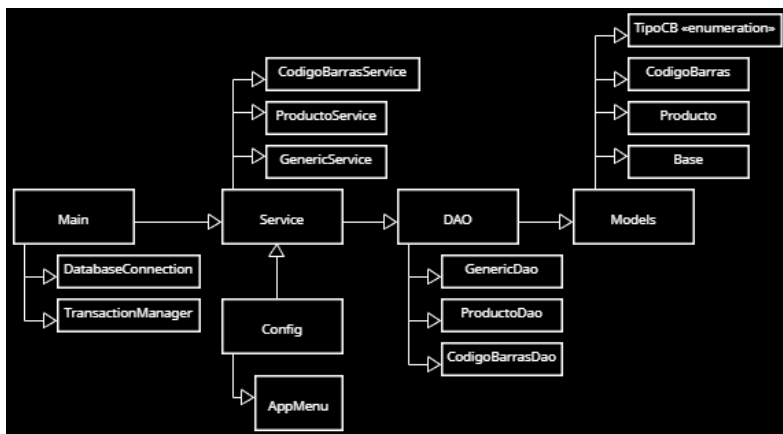 TipoCB «enumeration»
CodigoBarrasService
CodigoBarras
ProductoService
Producto
GenericService
Base
Main
Service
DAO
Models
DatabaseConnection
GenericDao
TransactionManager
ProductoDao
Config
CodigoBarrasDao
AppMenu